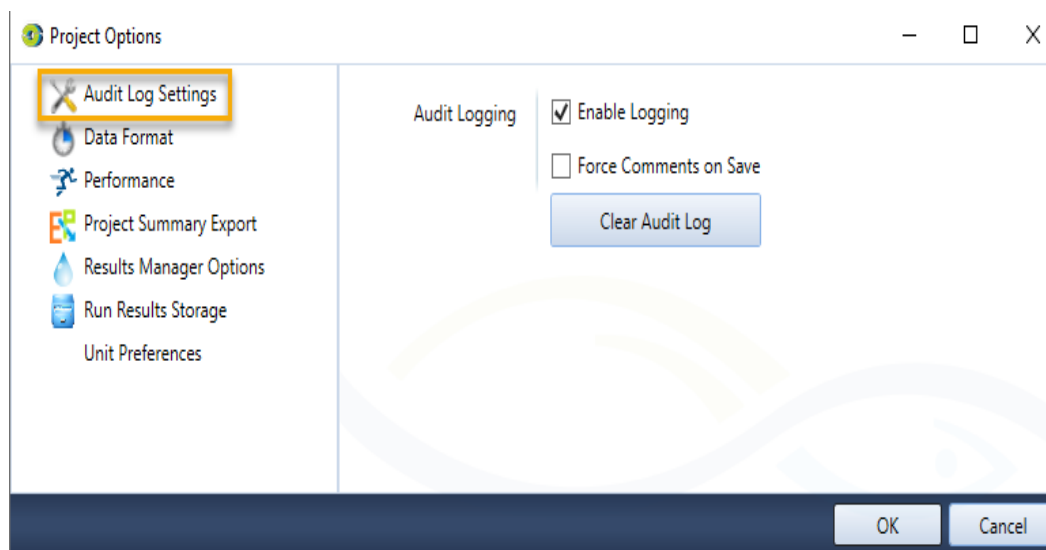 Project Options
Audit Log Settings
Data Format
Performance
Project Summary Export
Results Manager Options
Run Results Storage
Unit Preferences
Audit Logging
Enable Logging
Force Comments on Save
Clear Audit Log
OK
Cancel